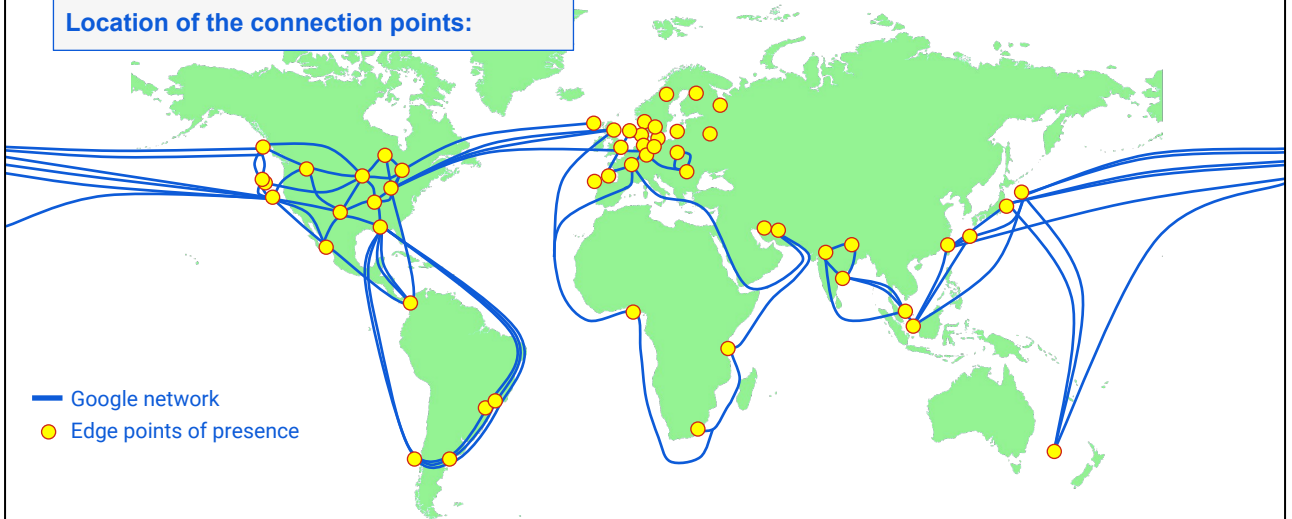 Location of the connection points:
Google network
Edge points of presence